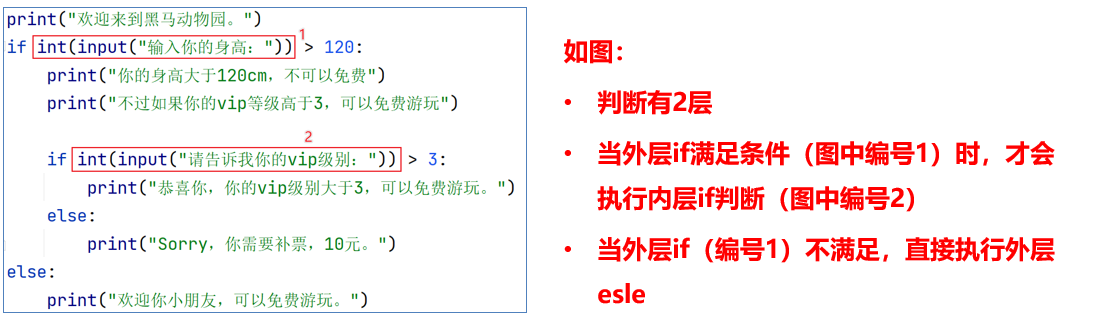 print("欢迎来到黑马动物园。")
if int(input("输入你的身高：")) > 120:
print("你的身高大于120cm，不可以免费")
print("不过如果你的vip等级高于3，可以免费游玩")
if int(input("请告诉我你的vip级别：")) > 3:
print("恭喜你，你的vip级别大于3，可以免费游玩。")
else:
print("Sorry，你需要补票，10元。")
else:
print("欢迎你小朋友，可以免费游玩。")
1
2
如图：
• 判断有2层
• 当外层if满足条件（图中编号1）时，才会
执行内层if判断（图中编号2）
• 当外层if（编号1）不满足，直接执行外层
esle